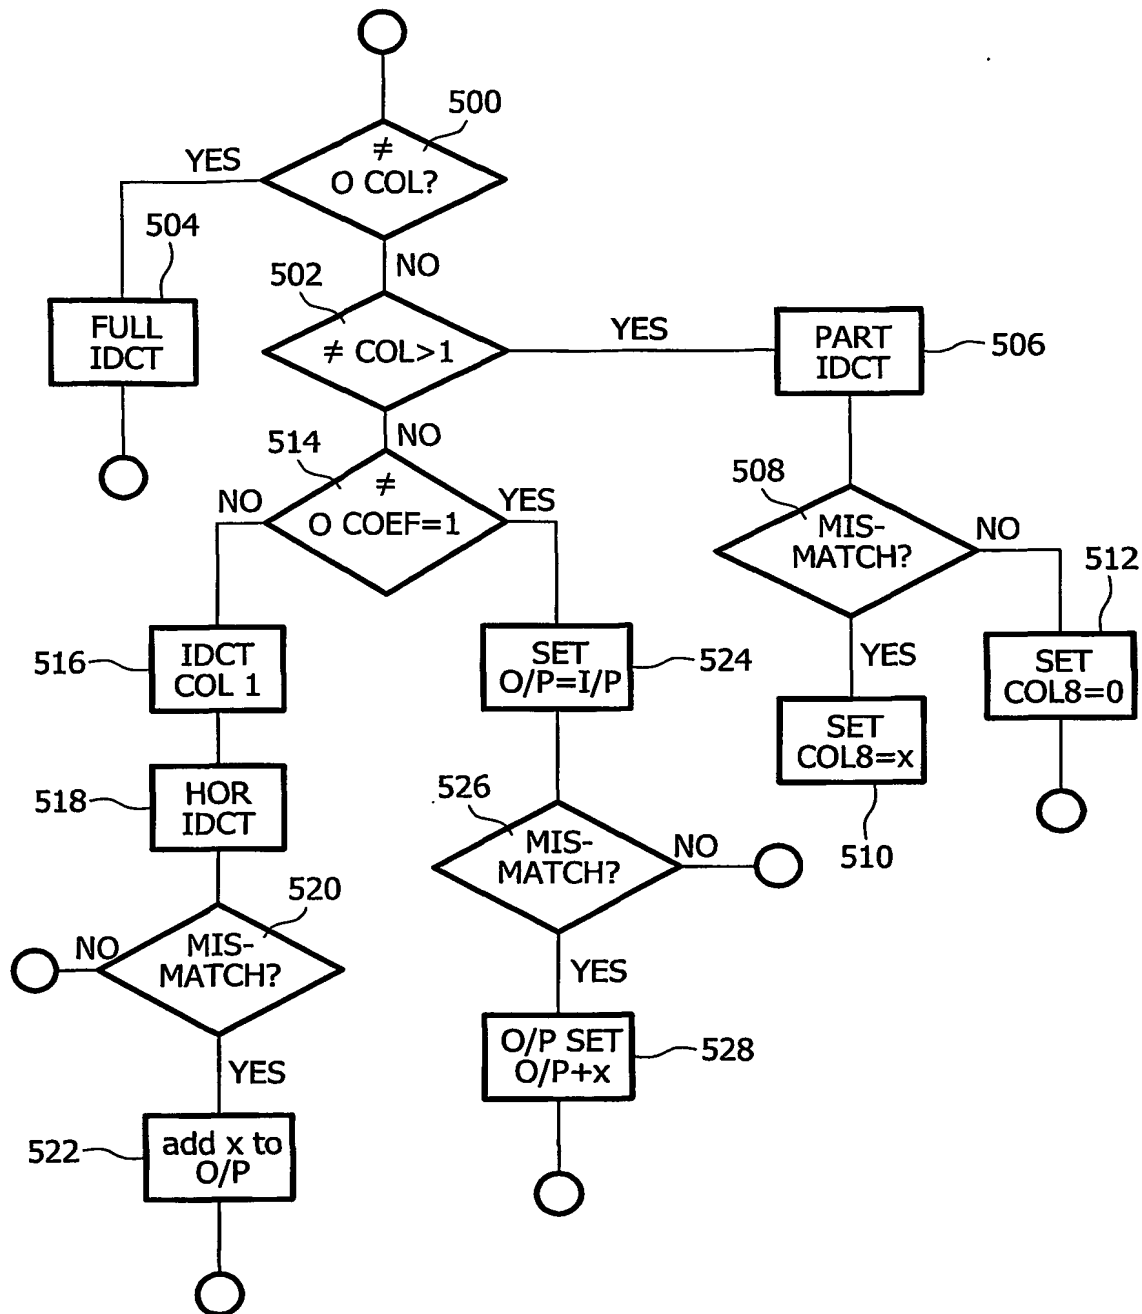 500
≠
O COL?
YES
NO
504
FULL
IDCT
502
≠ COL>1
YES
NO
PART
IDCT
506
514
≠
O COEF=1
NO
YES
508
MIS-
MATCH?
NO
YES
512
SET
COL8=0
SET
COL8=x
510
516
IDCT
COL 1
SET
O/P=I/P
524
518
HOR
IDCT
526
MIS-
MATCH?
NO
YES
520
MIS-
MATCH?
NO
YES
O/P SET
O/P+x
528
522
add x to
O/P